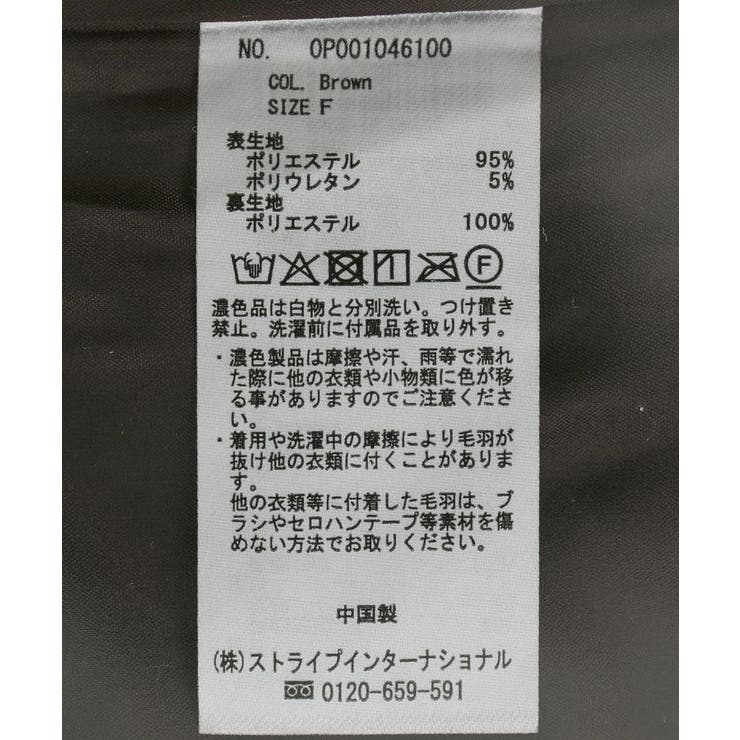 NO. OP001046100
COL. Brown
SIZE F
表生地
ポリエステル 95%
ポリウレタン 5%
裏生地
ポリエステル 100%
F
濃色品は白物と分別洗い。つけ置き
禁止。洗濯前に付属品を取り外す。
・濃色製品は摩擦や汗、雨等で濡れ
た際に他の衣類や小物類に色が移
る事がありますのでご注意くださ
い。
・着用や洗濯中の摩擦により毛羽が
抜け他の衣類に付くことがありま
す。
他の衣類等に付着した毛羽は、ブ
ラシやセロハンテープ等素材を傷
めない方法でお取りください。
中国製
(株)ストライプインターナショナル
0120-659-591